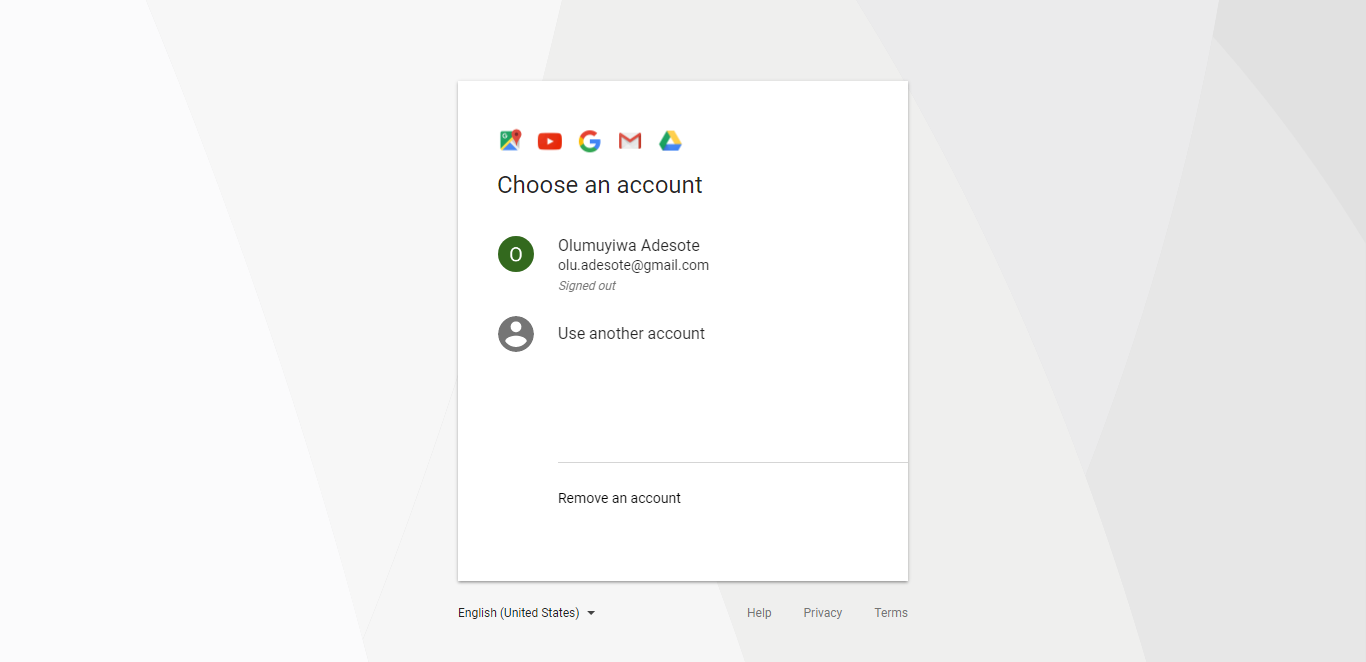 Choose an account
O
Olumuyiwa Adesote
olu.adesote@gmail.com
Signed out
Use another account
Remove an account
English (United States)
Help Privacy Terms